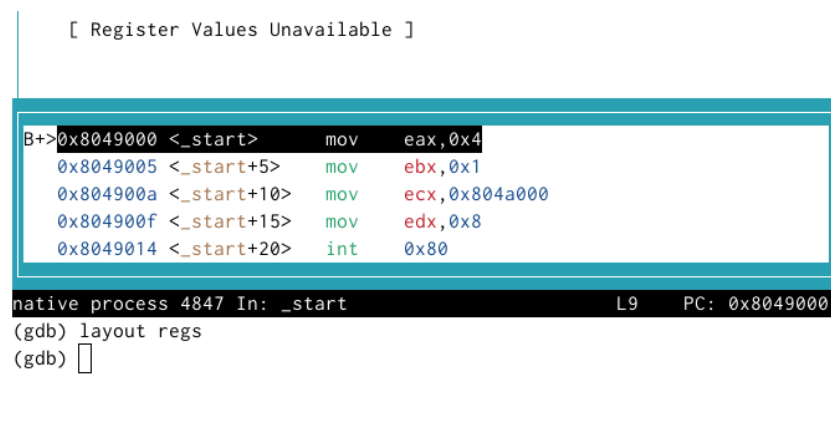 [ Register Values Unavailable ]
B+>0x8049000 <_start> mov eax,0x4
0x8049005 <_start+5> mov ebx,0x1
0x804900a <_start+10> mov ecx,0x804a000
0x804900f <_start+15> mov edx,0x8
0x8049014 <_start+20> int 0x80
native process 4847 In: _start L9 PC: 0x8049000
(gdb) layout regs
(gdb)